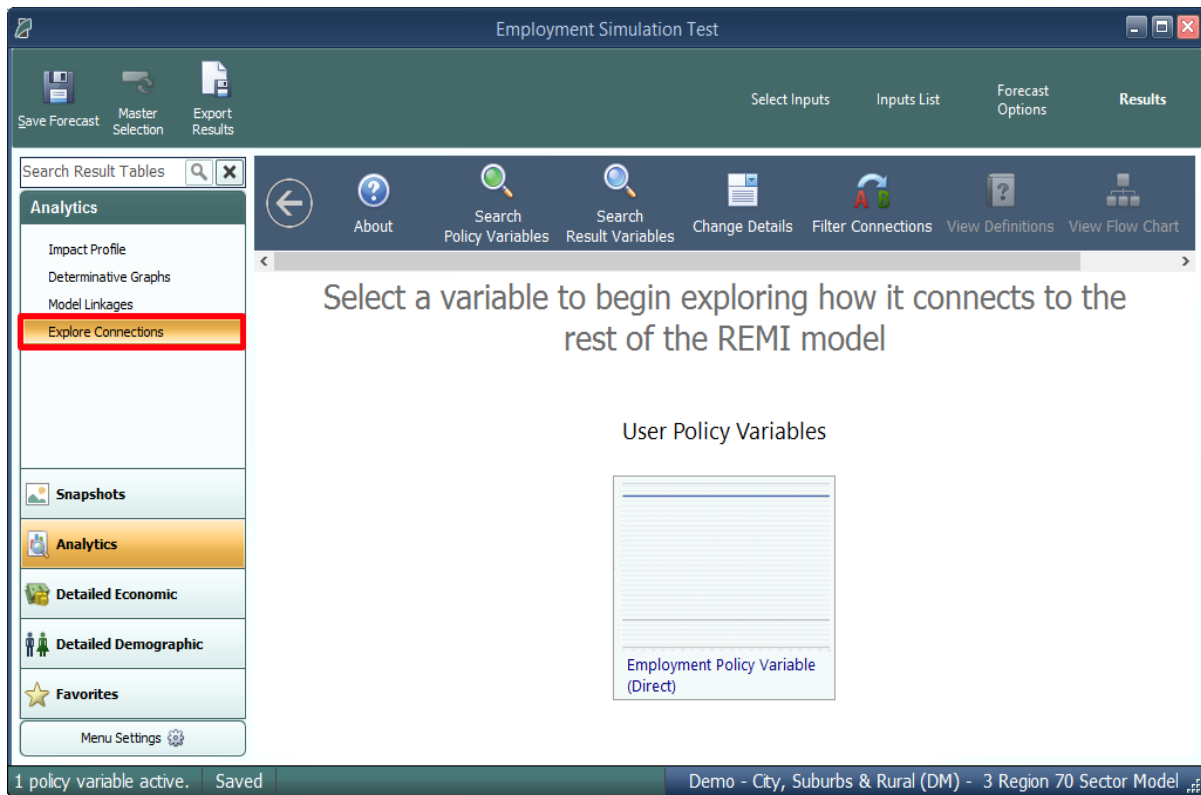 Employment Simulation Test
Save Forecast
Master
Selection
Export
Results
Select Inputs
Inputs List
Forecast
Options
Results
Search Result Tables
Analytics
Impact Profile
Determinative Graphs
Model Linkages
Explore Connections
Snapshots
Analytics
Detailed Economic
Detailed Demographic
Favorites
Menu Settings
About
Search
Policy Variables
Search
Result Variables
Change Details
A B
Filter Connections
View Definitions
View Flow Chart
Select a variable to begin exploring how it connects to the
rest of the REMI model
User Policy Variables
Employment Policy Variable
(Direct)
1 policy variable active.
Saved
Demo - City, Suburbs & Rural (DM) - 3 Region 70 Sector Model